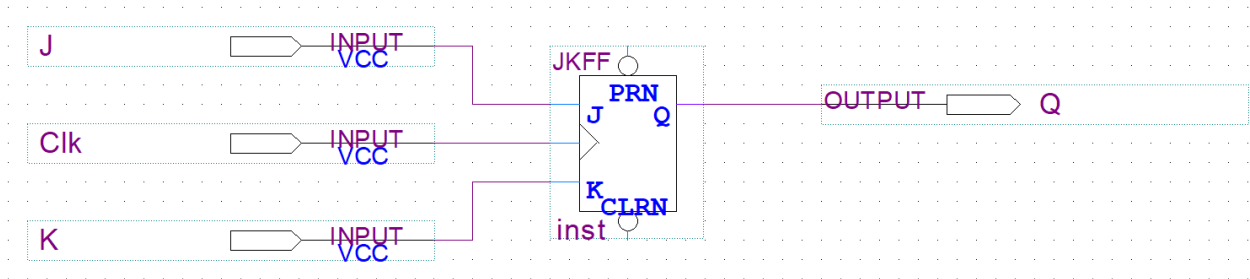 J
INPUT
VCC
Clk
INPUT
VCC
K
INPUT
VCC
JKFF
PRN
J
Q
K
CLRN
inst
OUTPUT
Q